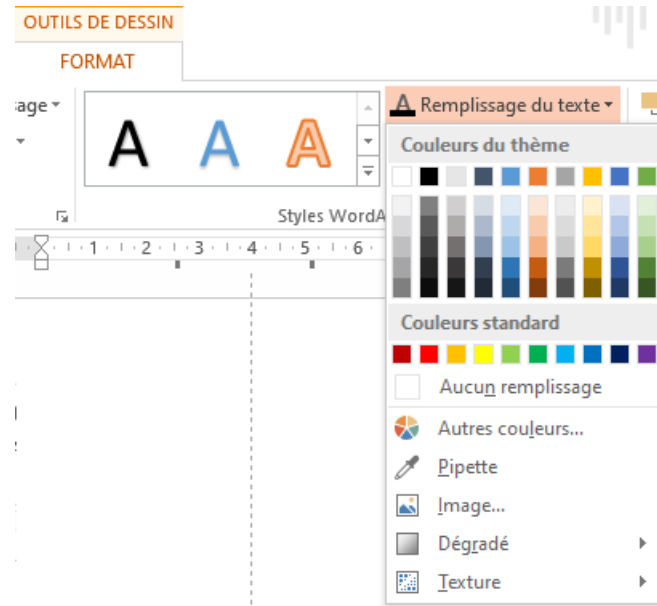 OUTILS DE DESSIN
FORMAT
sage
A Remplissage du texte
A A A
Couleurs du thème
Styles WordA
1 2 3 4 5 6
Couleurs standard
Aucun remplissage
Autres couleurs...
Pipette
Image...
Dégradé
Texture